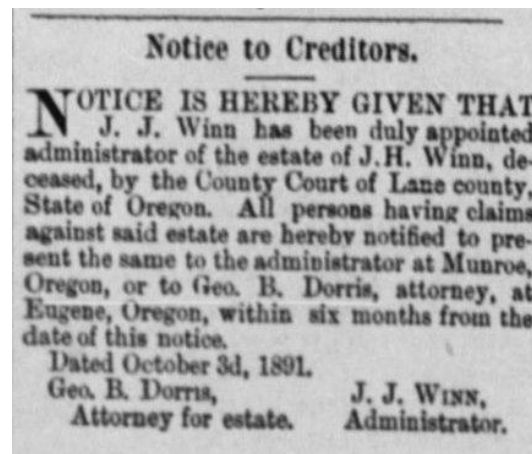 Notice to Creditors.
NOTICE IS HEREBY GIVEN THAT
J. J. Winn has been duly appointed
administrator of the estate of J.H. Winn, de-
ceased, by the County Court of Lane county,
State of Oregon. All persons having claims
against said estate are hereby notified to pre-
sent the same to the administrator at Munroe,
Oregon, or to Geo. B. Dorris, attorney, at
Eugene, Oregon, within six months from the
date of this notice.
Dated October 3d, 1891.
Geo. B. Dorris, J. J. WINN,
Attorney for estate. Administrator.